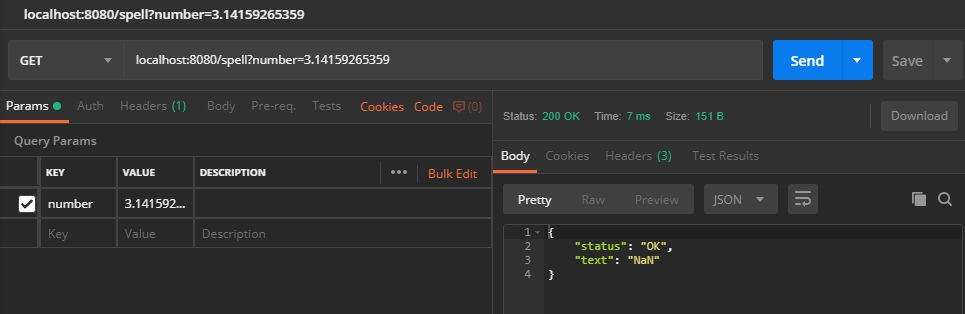 localhost:8080/spell?number=3.14159265359
GET localhost:8080/spell?number=3.14159265359 Send Save
Params Auth Headers (1) Body Pre-req. Tests Cookies Code (0)
Query Params
KEY VALUE DESCRIPTION ••• Bulk Edit
number 3.141592...
Key Value Description
Status: 200 OK Time: 7 ms Size: 151 B Download
Body Cookies Headers (3) Test Results
Pretty Raw Preview JSON
1 {
2 "status": "OK",
3 "text": "NaN"
4 }